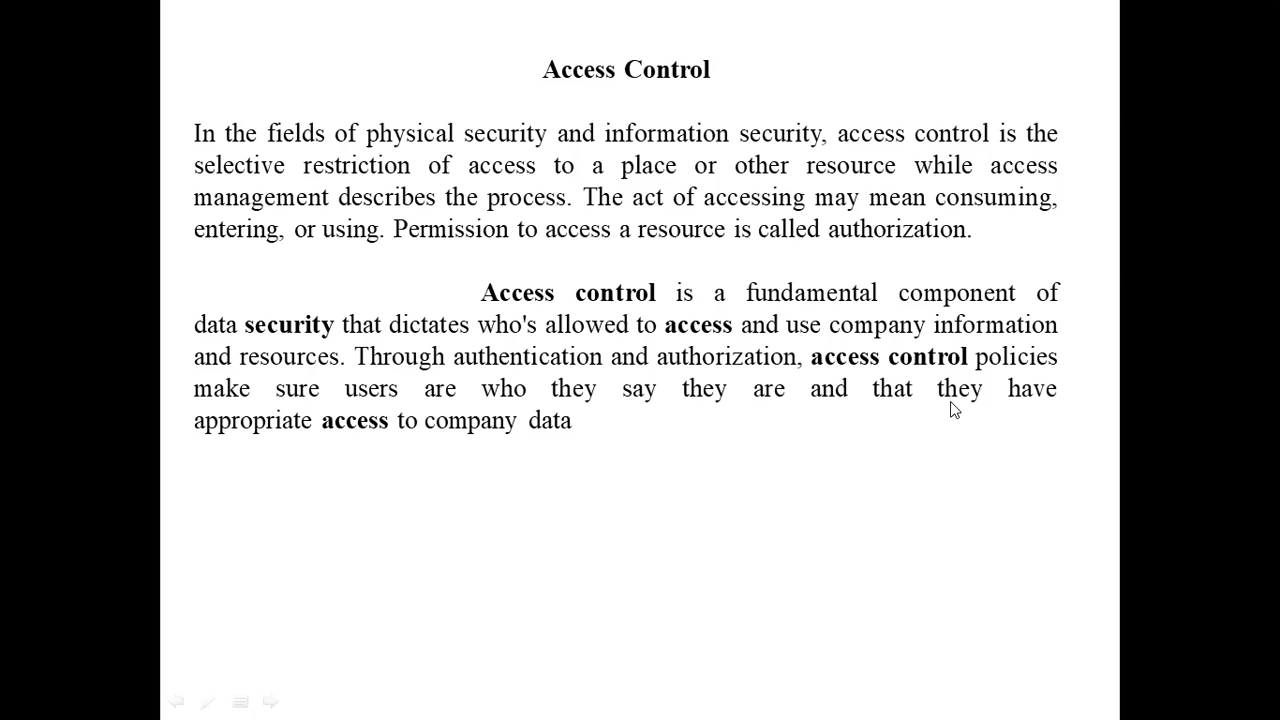 Access Control
In the fields of physical security and information security, access control is the
selective restriction of access to a place or other resource while access
management describes the process. The act of accessing may mean consuming,
entering, or using. Permission to access a resource is called authorization.
Access control is a fundamental component of
data security that dictates who's allowed to access and use company information
and resources. Through authentication and authorization, access control policies
make sure users are who they say they are and that they have
appropriate access to company data